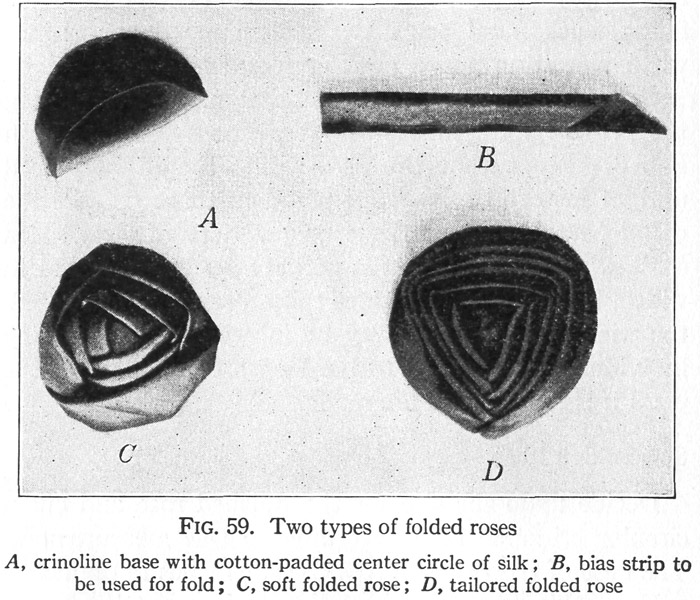 A
B
C
D
FIG. 59. Two types of folded roses
A, crinoline base with cotton-padded center circle of silk; B, bias strip to
be used for fold; C, soft folded rose; D, tailored folded rose